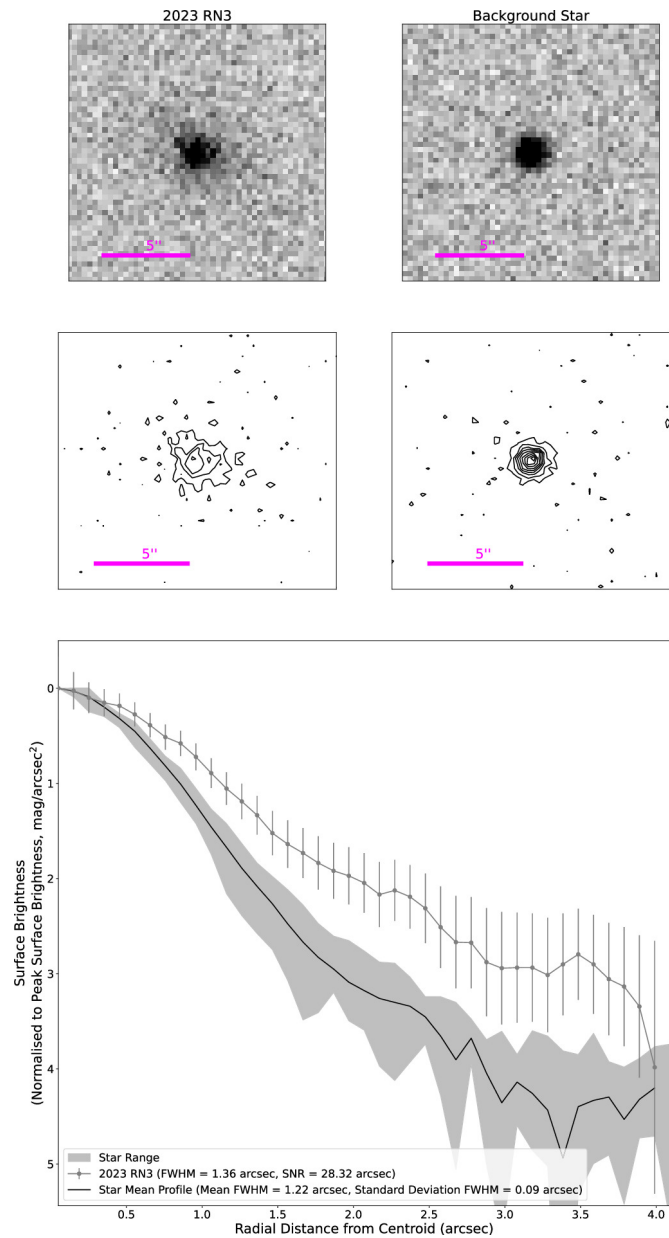 2023 RN3
Background Star
5''
5''
5''
5''
Surface Brightness
(Normalised to Peak Surface Brightness, mag/arcsec²)
0
1
2
3
4
5
Star Range
2023 RN3 (FWHM = 1.36 arcsec, SNR = 28.32 arcsec)
Star Mean Profile (Mean FWHM = 1.22 arcsec, Standard Deviation FWHM = 0.09 arcsec)
0.5
1.0
1.5
2.0
2.5
3.0
3.5
4.0
Radial Distance from Centroid (arcsec)